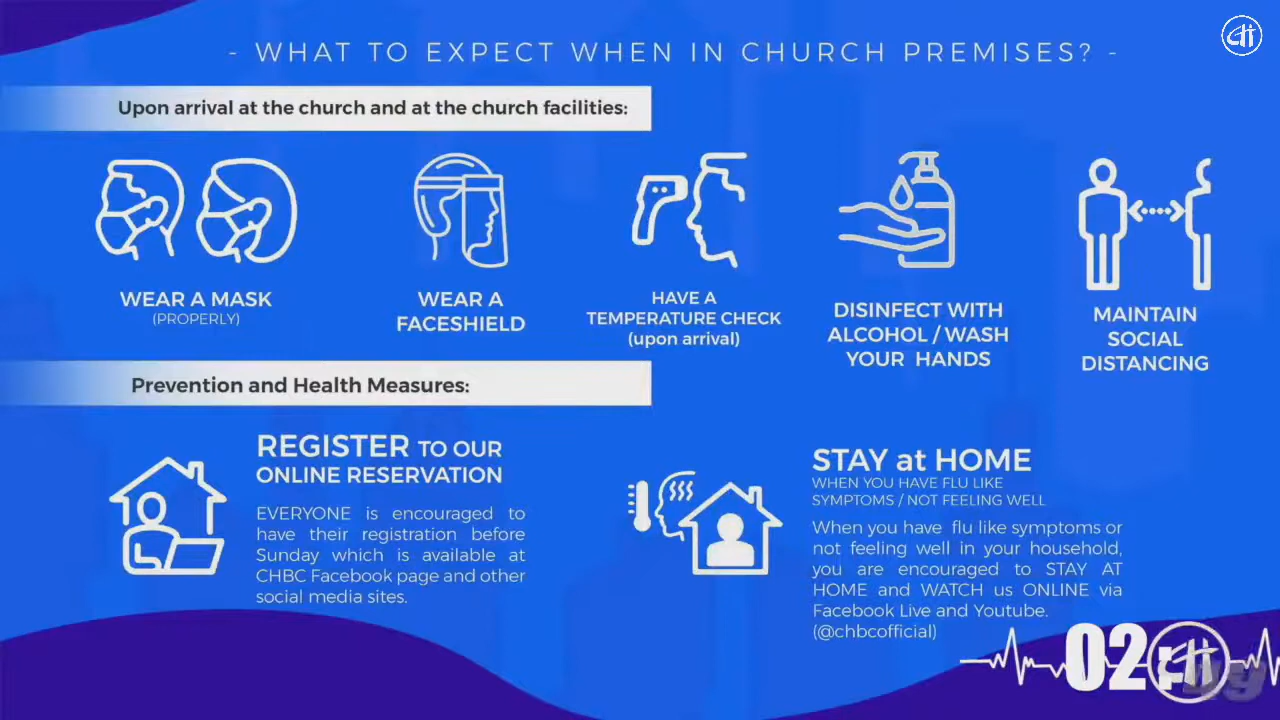 - WHAT TO EXPECT WHEN IN CHURCH PREMISES? -
Upon arrival at the church and at the church facilities:
WEAR A MASK
(PROPERLY)
WEAR A
FACESHIELD
HAVE A
TEMPERATURE CHECK
(upon arrival)
DISINFECT WITH
ALCOHOL / WASH
YOUR HANDS
MAINTAIN
SOCIAL
DISTANCING
Prevention and Health Measures:
REGISTER TO OUR
ONLINE RESERVATION
EVERYONE is encouraged to
have their registration before
Sunday which is available at
CHBC Facebook page and other
social media sites.
STAY at HOME
WHEN YOU HAVE FLU LIKE
SYMPTOMS / NOT FEELING WELL
When you have flu like symptoms or
not feeling well in your household,
you are encouraged to STAY AT
HOME and WATCH us ONLINE via
Facebook Live and Youtube.
(@chbcofficial)
02: